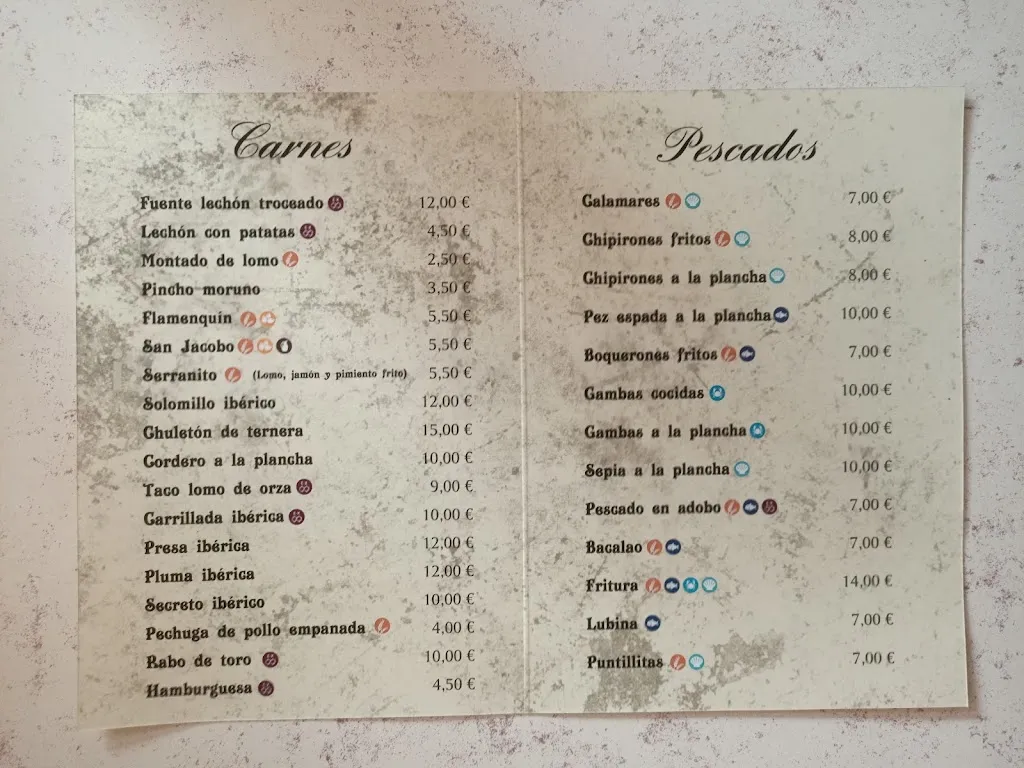 Carnes
Fuente lechón troceado 12,00 €
Lechón con patatas 4,50 €
Montado de lomo 2,50 €
Pincho moruno 3,50 €
Flamenquín 5,50 €
San Jacobo 5,50 €
Serranito (Lomo, jamón y pimiento frito) 5,50 €
Solomillo ibérico 12,00 €
Chuletón de ternera 15,00 €
Cordero a la plancha 10,00 €
Taco lomo de orza 9,00 €
Carrillada ibérica 10,00 €
Presa ibérica 12,00 €
Pluma ibérica 12,00 €
Secreto ibérico 10,00 €
Pechuga de pollo empanada 4,00 €
Rabo de toro 10,00 €
Hamburguesa 4,50 €
Pescados
Calamares 7,00 €
Chipirones fritos 8,00 €
Chipirones a la plancha 8,00 €
Pez espada a la plancha 10,00 €
Boquerones fritos 7,00 €
Gambas cocidas 10,00 €
Gambas a la plancha 10,00 €
Sepia a la plancha 10,00 €
Pescado en adobo 7,00 €
Bacalao 7,00 €
Fritura 14,00 €
Lubina 7,00 €
Puntillitas 7,00 €